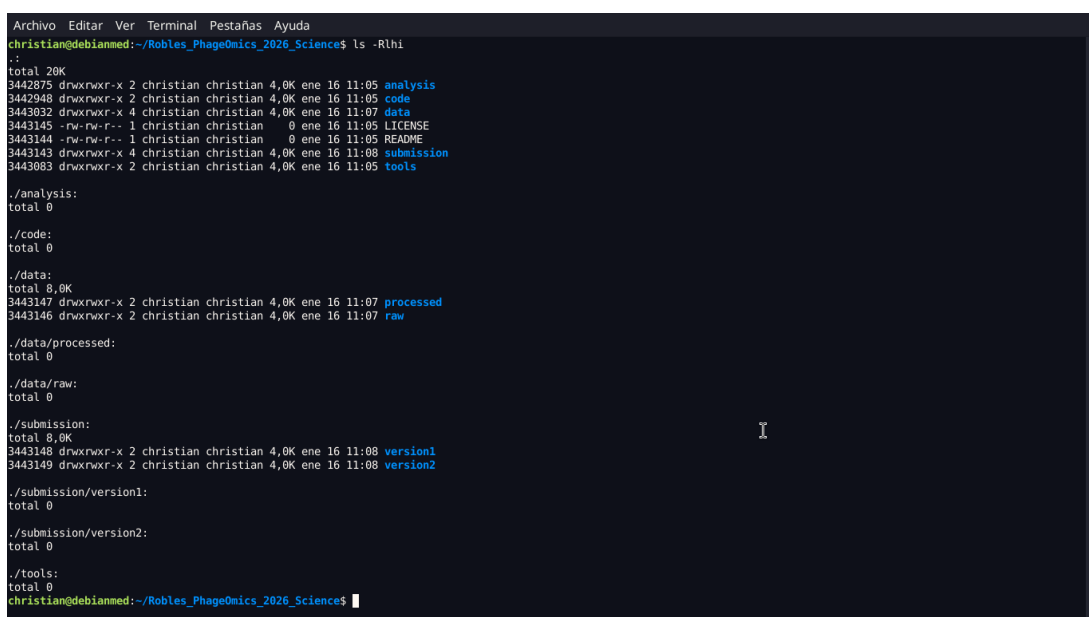 Archivo Editar Ver Terminal Pestañas Ayuda
christian@debianmed:~/Robles_PhageOmics_2026_Science$ ls -Rlhi
.:
total 20K
3442875 drwxrwxr-x 2 christian christian 4,0K ene 16 11:05 analysis
3442948 drwxrwxr-x 2 christian christian 4,0K ene 16 11:05 code
3443032 drwxrwxr-x 4 christian christian 4,0K ene 16 11:07 data
3443145 -rw-rw-r-- 1 christian christian    0 ene 16 11:05 LICENSE
3443144 -rw-rw-r-- 1 christian christian    0 ene 16 11:05 README
3443143 drwxrwxr-x 4 christian christian 4,0K ene 16 11:08 submission
3443083 drwxrwxr-x 2 christian christian 4,0K ene 16 11:05 tools

./analysis:
total 0

./code:
total 0

./data:
total 8,0K
3443147 drwxrwxr-x 2 christian christian 4,0K ene 16 11:07 processed
3443146 drwxrwxr-x 2 christian christian 4,0K ene 16 11:07 raw

./data/processed:
total 0

./data/raw:
total 0

./submission:
total 8,0K
3443148 drwxrwxr-x 2 christian christian 4,0K ene 16 11:08 version1
3443149 drwxrwxr-x 2 christian christian 4,0K ene 16 11:08 version2

./submission/version1:
total 0

./submission/version2:
total 0

./tools:
total 0
christian@debianmed:~/Robles_PhageOmics_2026_Science$